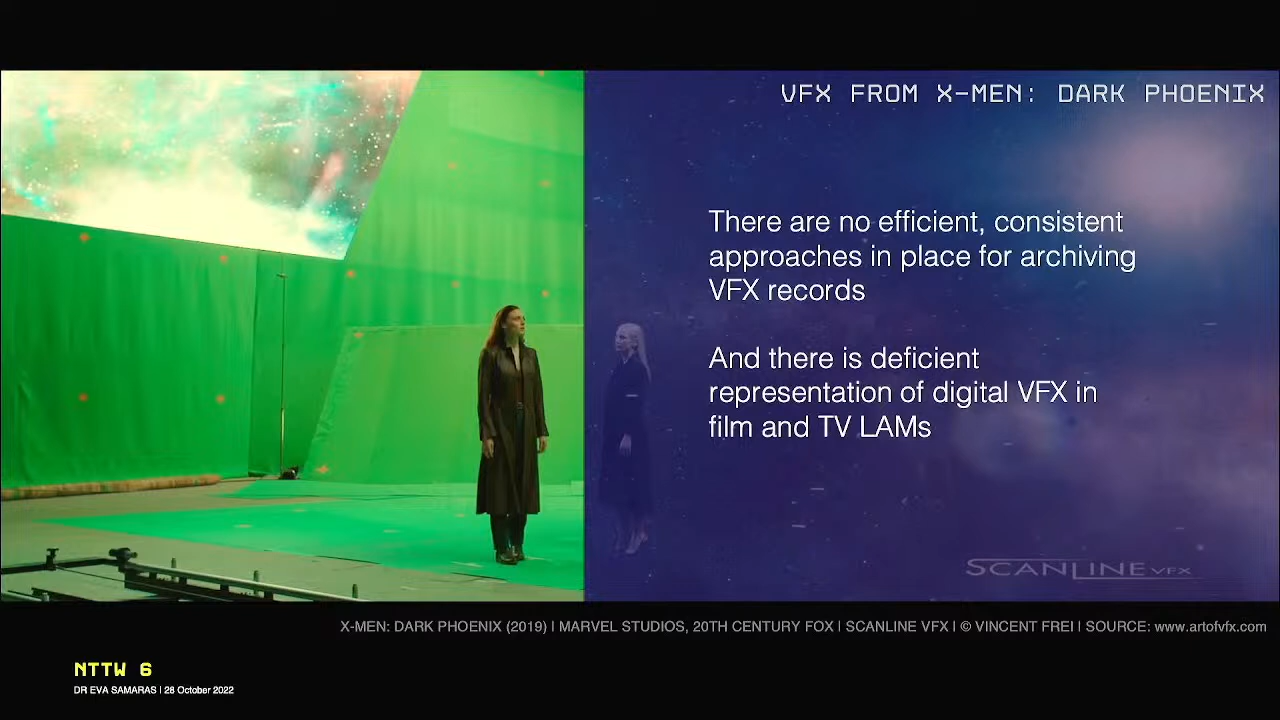 VFX FROM X-MEN: DARK PHOENIX
There are no efficient, consistent
approaches in place for archiving
VFX records
And there is deficient
representation of digital VFX in
film and TV LAMs
SCANLINE VFX
X-MEN: DARK PHOENIX (2019) | MARVEL STUDIOS, 20TH CENTURY FOX | SCANLINE VFX | © VINCENT FREI | SOURCE: www.artofvfx.com
NTTW 6
DR EVA SAMARAS | 28 October 2022